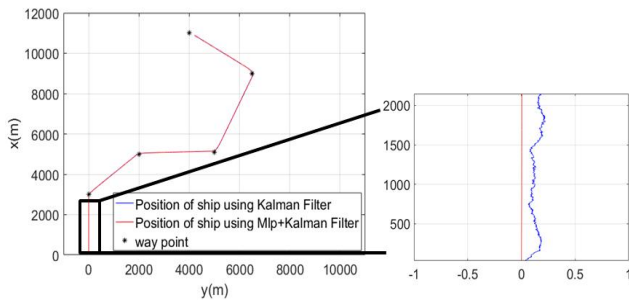 12000
10000
8000
6000
4000
2000
0
x(m)
0 2000 4000 6000 8000 10000
y(m)
Position of ship using Kalman Filter
Position of ship using Mlp+Kalman Filter
way point
2000
1500
1000
500
-1 -0.5 0 0.5 1